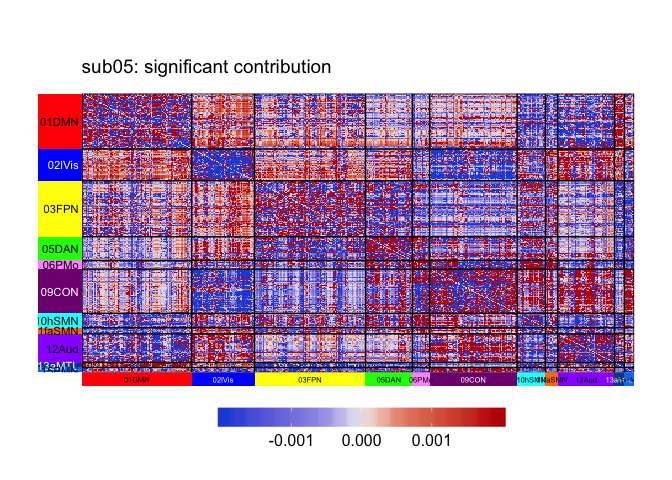 sub05: significant contribution
01DMN
02lVis
03FPN
05DAN
06PMo
09CON
10hSMN
11faSMN
12Aud
13aMTL
01DMN
02lVis
03FPN
05DAN
06PMo
09CON
10hSMN
12Aud
-0.001 0.000 0.001